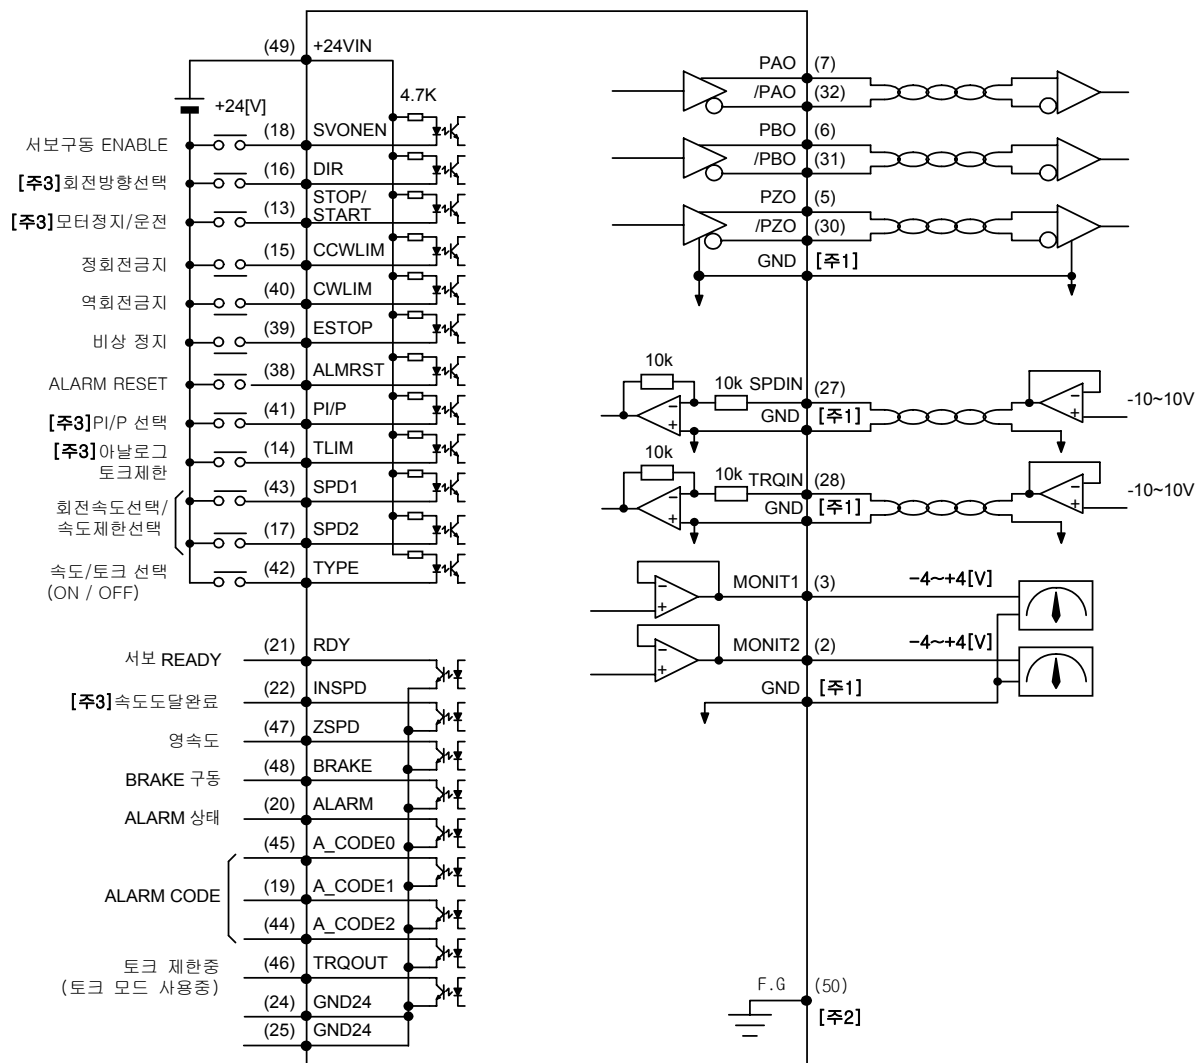 (49) +24VIN
+24[V]
4.7K
서보구동 ENABLE (18) SVONEN
[주3]회전방향선택 (16) DIR
[주3]모터정지/운전 (13) STOP/
START
정회전금지 (15) CCWLIM
역회전금지 (40) CWLIM
비상 정지 (39) ESTOP
ALARM RESET (38) ALMRST
[주3]PI/P 선택 (41) PI/P
[주3]아날로그
토크제한 (14) TLIM
회전속도선택/
속도제한선택
(43) SPD1
(17) SPD2
속도/토크 선택
(ON / OFF)
(42) TYPE
서보 READY (21) RDY
[주3]속도도달완료 (22) INSPD
영속도 (47) ZSPD
BRAKE 구동 (48) BRAKE
ALARM 상태 (20) ALARM
ALARM CODE
(45) A_CODE0
(19) A_CODE1
(44) A_CODE2
토크 제한중
(토크 모드 사용중)
(46) TRQOUT
(24) GND24
(25) GND24
PAO (7)
/PAO (32)
PBO (6)
/PBO (31)
PZO (5)
/PZO (30)
GND [주1]
10k
10k SPDIN (27)
GND [주1]
-10~10V
10k
10k TRQIN (28)
GND [주1]
-10~10V
MONIT1 (3) -4~+4[V]
MONIT2 (2) -4~+4[V]
GND [주1]
F.G (50)
[주2]